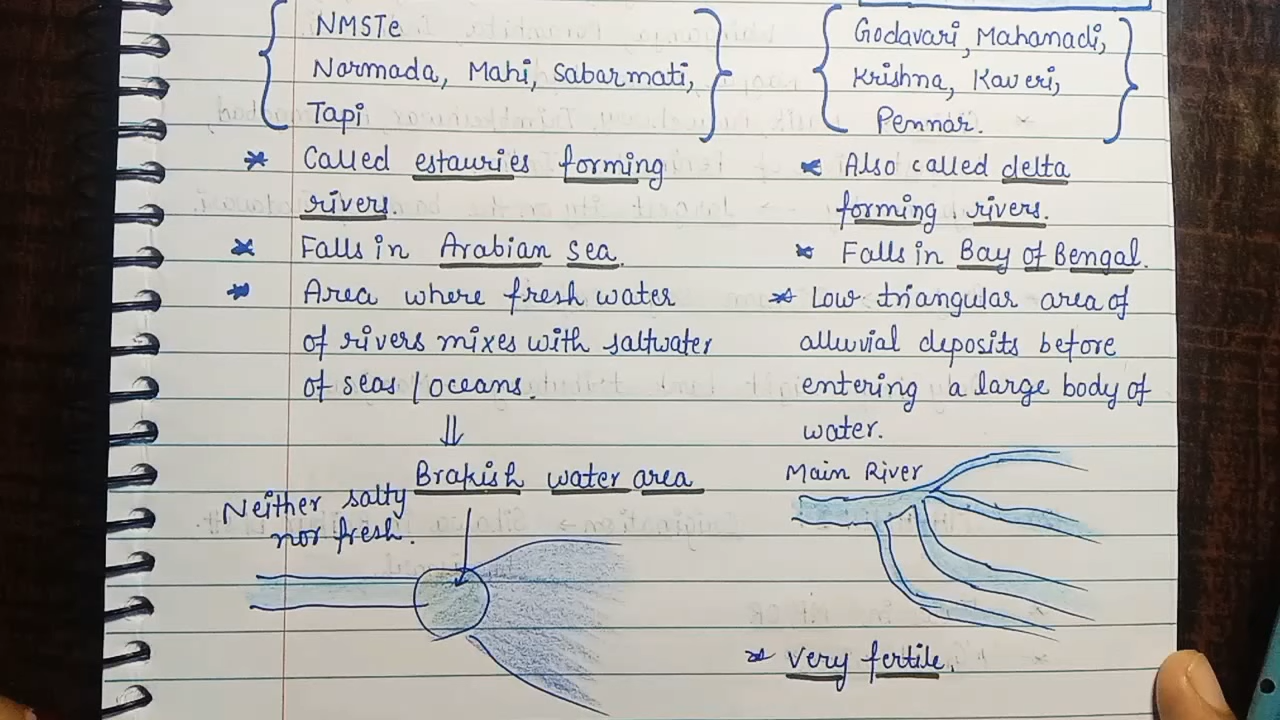 NMSTe
Narmada, Mahi, Sabarmati,
Tapi
* Called estauries forming
rivers.
* Falls in Arabian sea.
* Area where fresh water
of rivers mixes with saltwater
of seas / oceans.
⇓
Brakish water area
Neither salty
nor fresh.
Godavari, Mahanadi,
Krishna, Kaveri,
Pennar.
* Also called delta
forming rivers.
* Falls in Bay of Bengal.
* Low triangular area of
alluvial deposits before
entering a large body of
water.
Main River
* Very fertile.